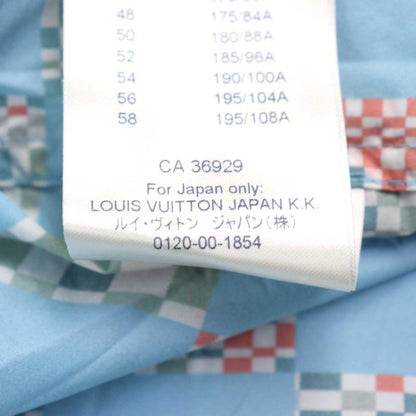 48 175/84A
50 180/88A
52 185/96A
54 190/100A
56 195/104A
58 195/108A
CA 36929
For Japan only:
LOUIS VUITTON JAPAN K.K.
ルイ・ヴィトン ジャパン(株)
0120-00-1854